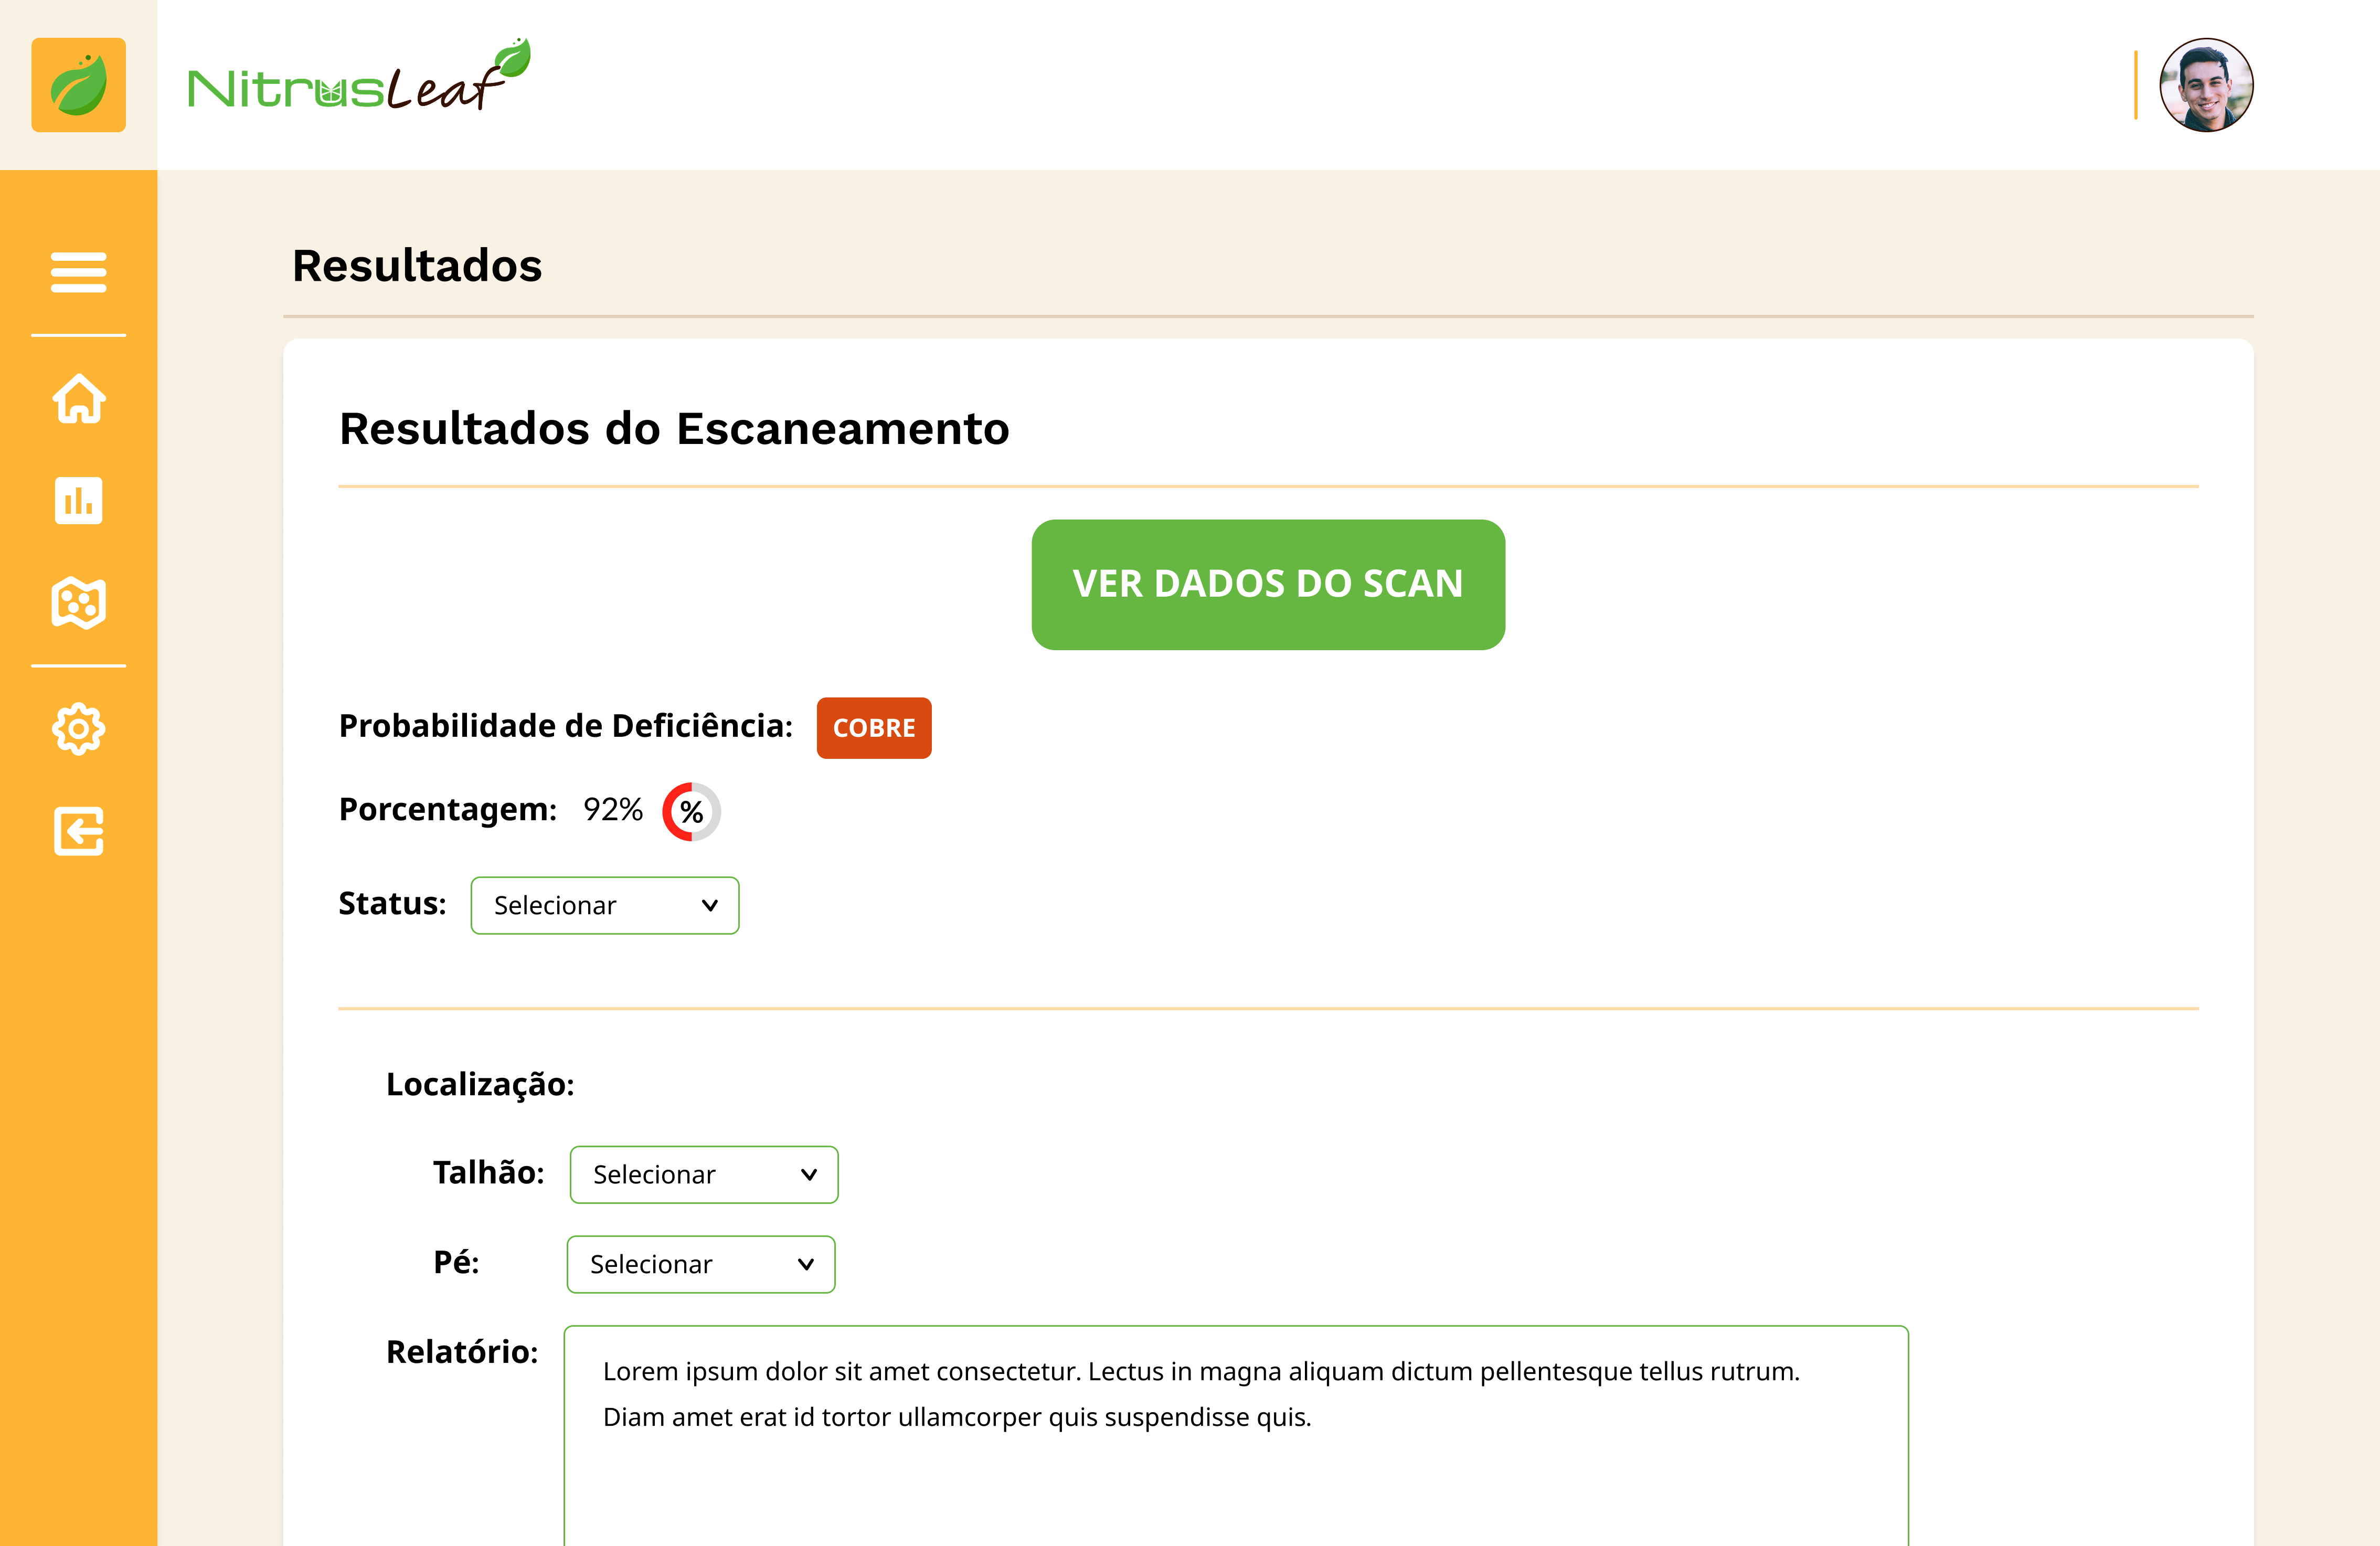 NitrusLeaf
Resultados
Resultados do Escaneamento
VER DADOS DO SCAN
Probabilidade de Deficiência: COBRE
Porcentagem: 92% %
Status: Selecionar
Localização:
Talhão: Selecionar
Pé: Selecionar
Relatório: Lorem ipsum dolor sit amet consectetur. Lectus in magna aliquam dictum pellentesque tellus rutrum.
Diam amet erat id tortor ullamcorper quis suspendisse quis.